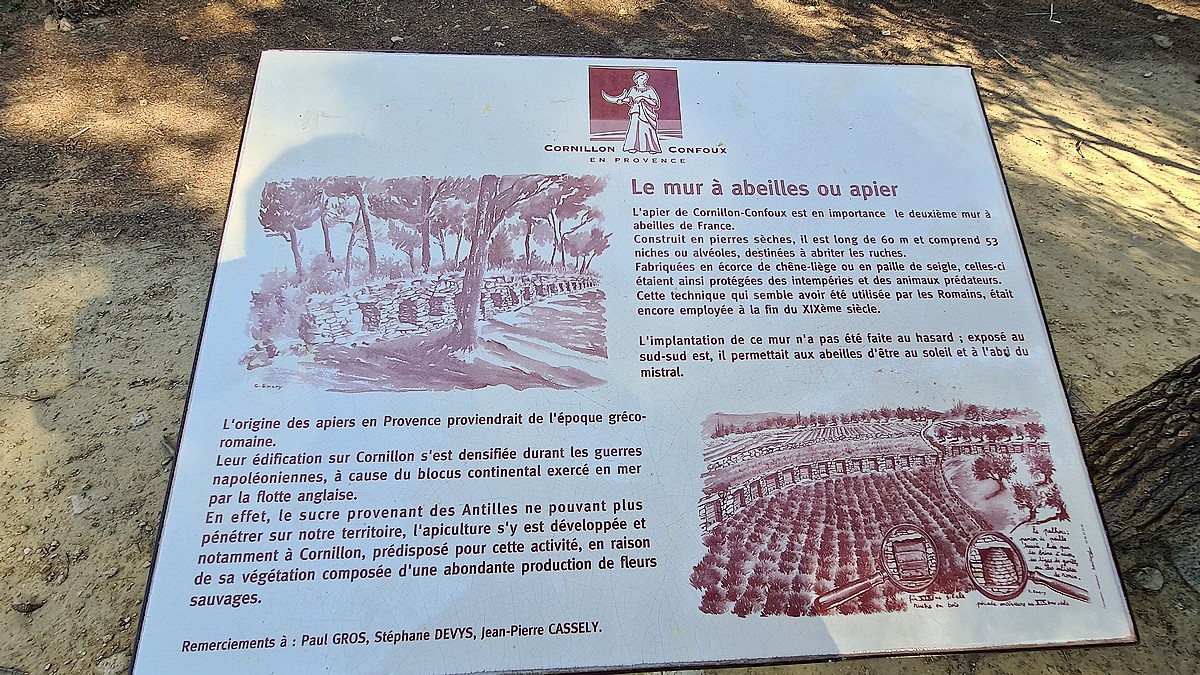 CORNILLON CONFOUX
EN PROVENCE
Le mur à abeilles ou apier
L'apier de Cornillon-Confoux est en importance le deuxième mur à
abeilles de France.
Construit en pierres sèches, il est long de 60 m et comprend 53
niches ou alvéoles, destinées à abriter les ruches.
Fabriquées en écorce de chêne-liège ou en paille de seigle, celles-ci
étaient ainsi protégées des intempéries et des animaux prédateurs.
Cette technique qui semble avoir été utilisée par les Romains, était
encore employée à la fin du XIXème siècle.
L'implantation de ce mur n'a pas été faite au hasard ; exposé au
sud-sud est, il permettait aux abeilles d'être au soleil et à l'abri du
mistral.
L'origine des apiers en Provence proviendrait de l'époque gréco-
romaine.
Leur édification sur Cornillon s'est densifiée durant les guerres
napoléoniennes, à cause du blocus continental exercé en mer
par la flotte anglaise.
En effet, le sucre provenant des Antilles ne pouvant plus
pénétrer sur notre territoire, l'apiculture s'y est développée et
notamment à Cornillon, prédisposé pour cette activité, en raison
de sa végétation composée d'une abondante production de fleurs
sauvages.
Remerciements à : Paul GROS, Stéphane DEVYS, Jean-Pierre CASSELY.
ruche en bois